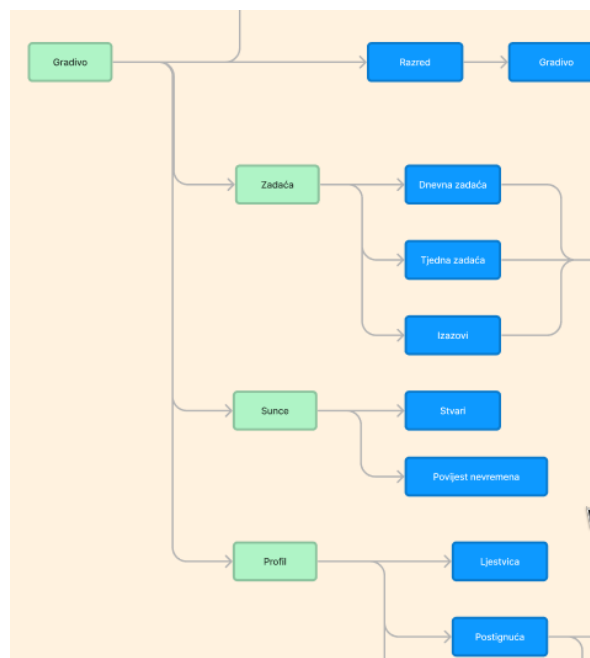 Gradivo
Razred
Gradivo
Zadaća
Dnevna zadaća
Tjedna zadaća
Izazovi
Sunce
Stvari
Povijest nevremena
Profil
Ljestvica
Postignuća